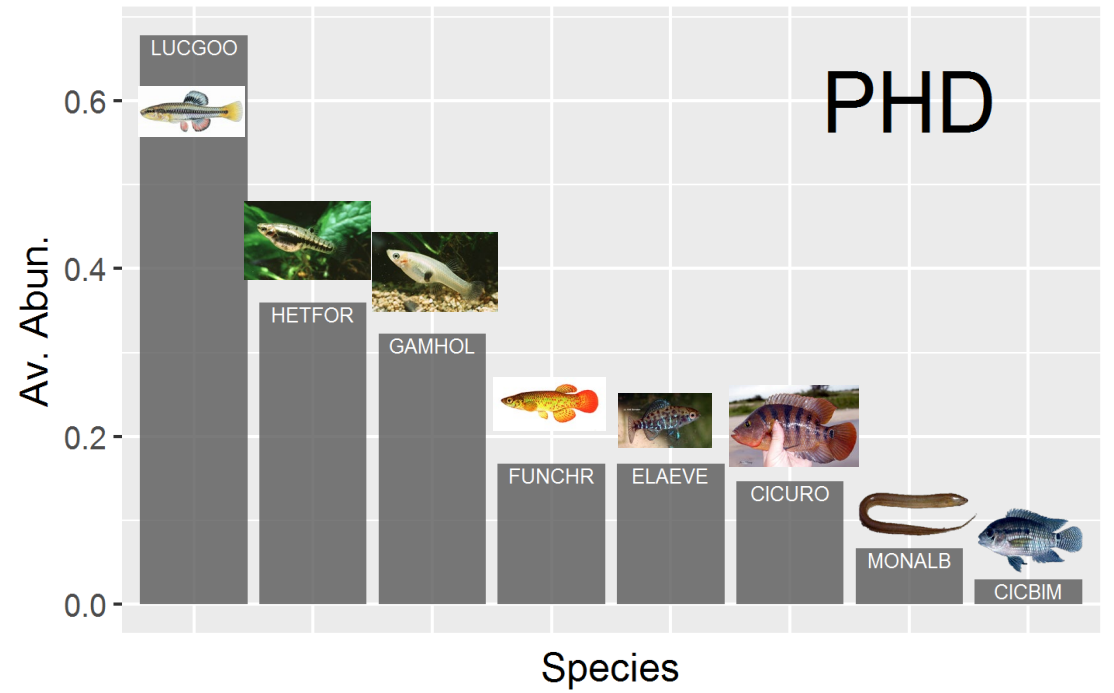 PHD
Av. Abun.
0.6
0.4
0.2
0.0
LUCGOO
HETFOR
GAMHOL
FUNCHR
ELAEVE
CICURO
MONALB
CICBIM
Species